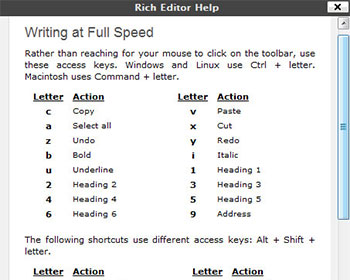 Rich Editor Help
Writing at Full Speed
Rather than reaching for your mouse to click on the toolbar, use
these access keys. Windows and Linux use Ctrl + letter.
Macintosh uses Command + letter.
Letter Action Letter Action
c Copy v Paste
a Select all x Cut
z Undo y Redo
b Bold i Italic
u Underline 1 Heading 1
2 Heading 2 3 Heading 3
4 Heading 4 5 Heading 5
6 Heading 6 9 Address
The following shortcuts use different access keys: Alt + Shift +
letter.
Letter Action Letter Action